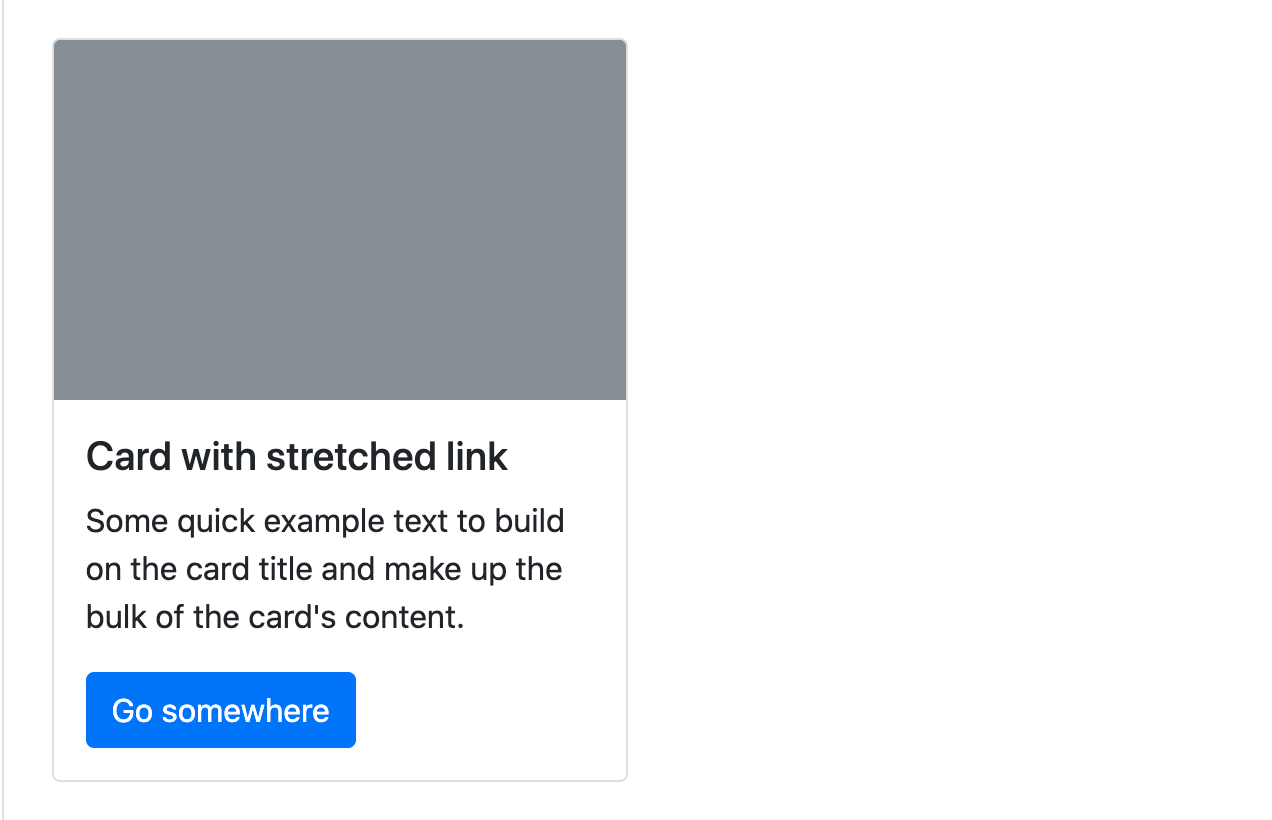 Card with stretched link
Some quick example text to build
on the card title and make up the
bulk of the card's content.
Go somewhere